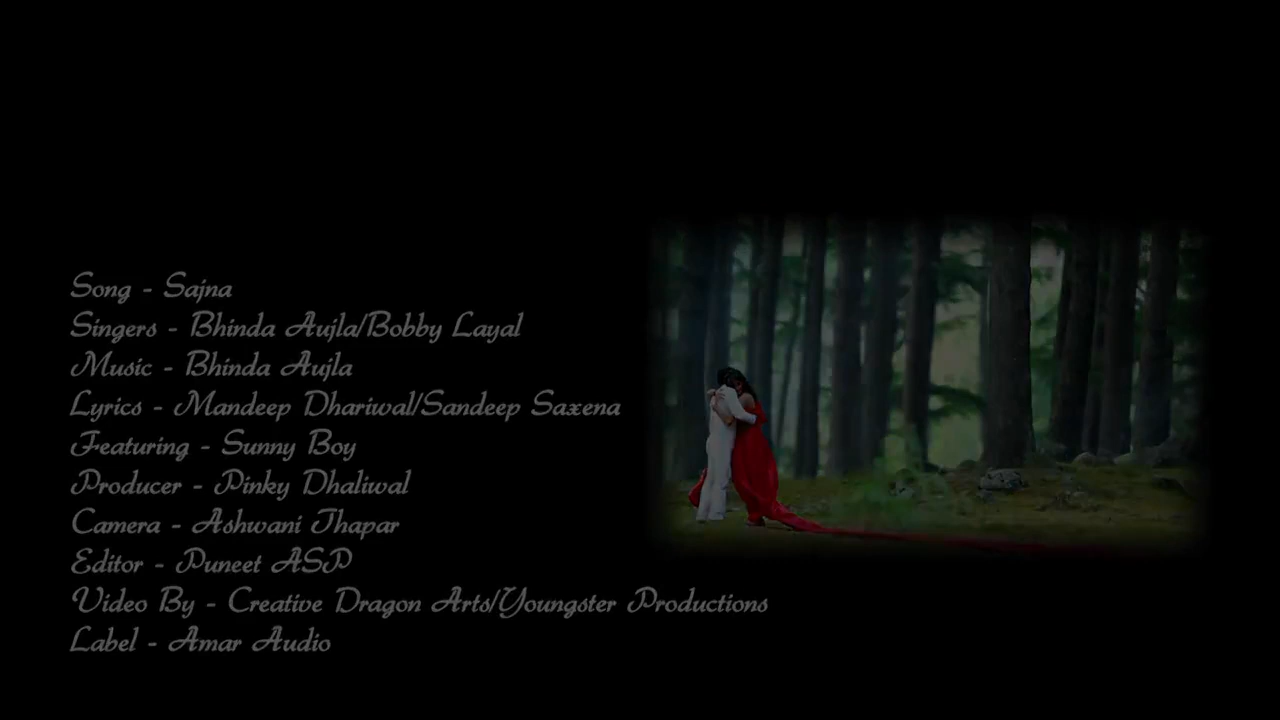 Song - Sajna
Singers - Bhinda Aujla/Bobby Layal
Music - Bhinda Aujla
Lyrics - Mandeep Dhariwal/Sandeep Saxena
Featuring - Sunny Boy
Producer - Pinky Dhaliwal
Camera - Ashwani Thapar
Editor - Puneet ASP
Video By - Creative Dragon Arts/Youngster Productions
Label - Amar Audio